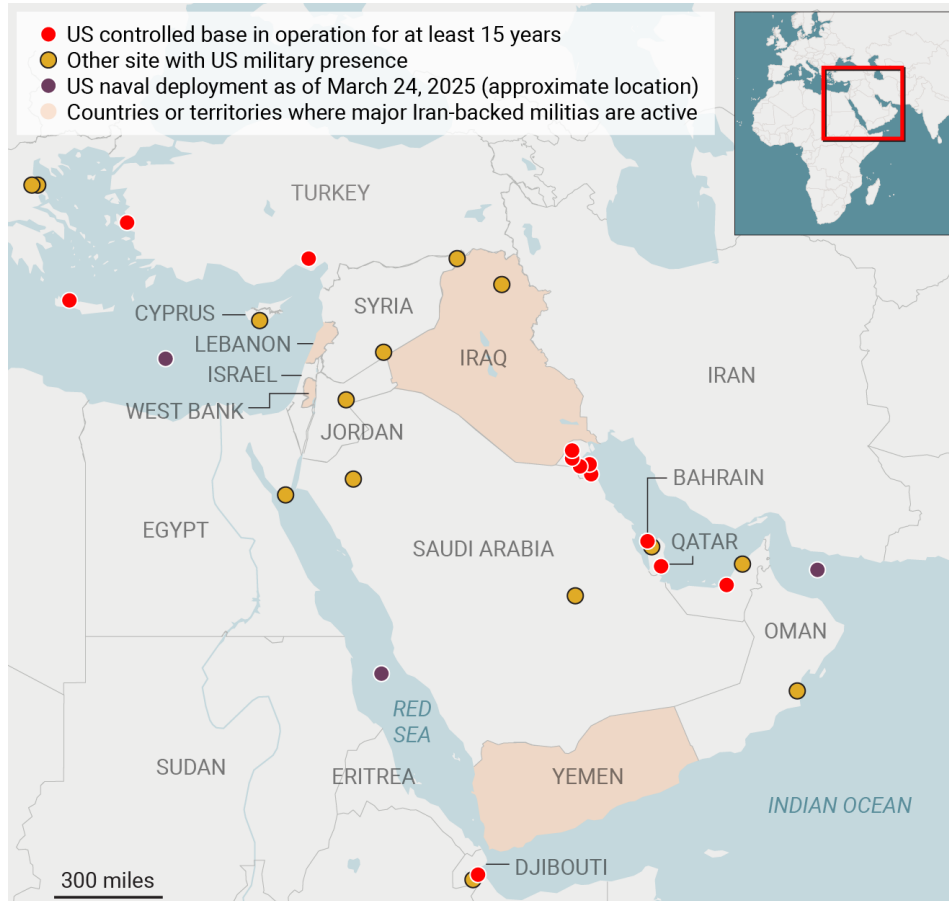 US controlled base in operation for at least 15 years
Other site with US military presence
US naval deployment as of March 24, 2025 (approximate location)
Countries or territories where major Iran-backed militias are active
TURKEY
CYPRUS
SYRIA
LEBANON
IRAQ
ISRAEL
IRAN
WEST BANK
JORDAN
BAHRAIN
EGYPT
SAUDI ARABIA
QATAR
OMAN
RED
SEA
SUDAN
ERITREA
YEMEN
INDIAN OCEAN
DJIBOUTI
300 miles